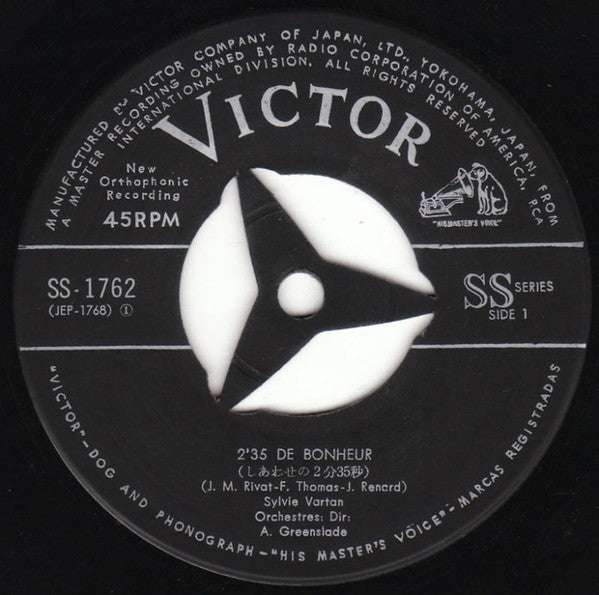 MANUFACTURED BY VICTOR COMPANY OF JAPAN, LTD., YOKOHAMA, JAPAN, FROM
A MASTER RECORDING OWNED BY RADIO CORPORATION OF AMERICA, RCA
INTERNATIONAL DIVISION, ALL RIGHTS RESERVED
VICTOR
New
Orthophonic
Recording
45RPM
"HIS MASTER'S VOICE"
SS-1762
(JEP-1768) ①
SS SERIES
SIDE 1
2'35 DE BONHEUR
(しあわせの2分35秒)
(J. M. Rivat-F. Thomas-J. Renard)
Sylvie Vartan
Orchestres: Dir:
A. Greenslade
"VICTOR"–DOG AND PHONOGRAPH–"HIS MASTER'S VOICE"–MARCAS REGISTRADAS